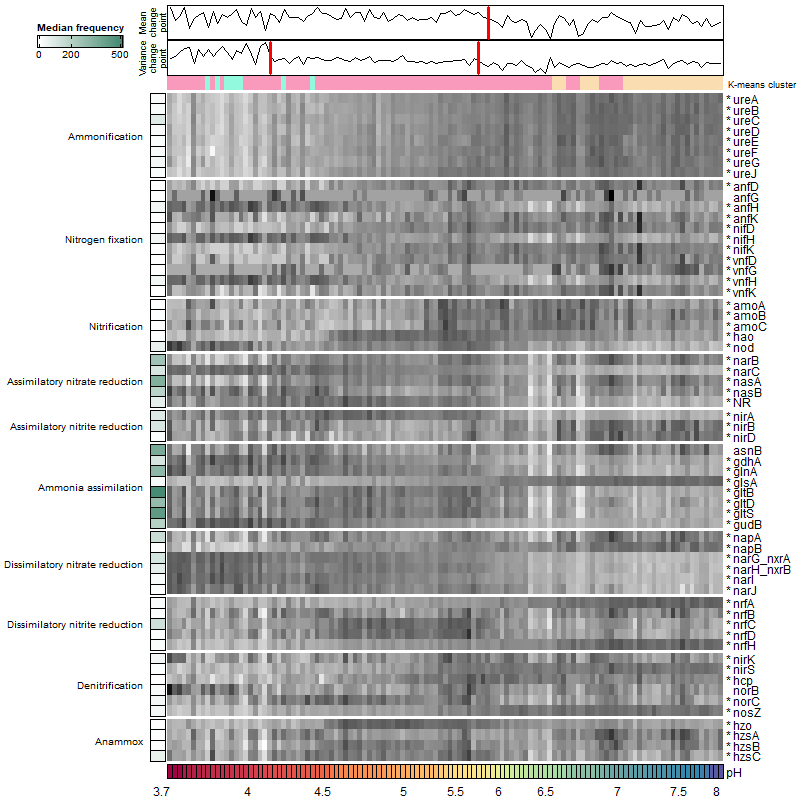 Median frequency
0 200 500
Mean change point
Variance change point
K-means cluster
Ammonification
* ureA
* ureB
* ureC
* ureD
* ureE
* ureF
* ureG
* ureJ
Nitrogen fixation
* anfD
anfG
* anfH
* anfK
* nifD
* nifH
* nifK
* vnfD
* vnfG
* vnfH
* vnfK
Nitrification
* amoA
* amoB
* amoC
* hao
* nod
Assimilatory nitrate reduction
* narB
* narC
* nasA
* nasB
* NR
Assimilatory nitrite reduction
* nirA
* nirB
* nirD
Ammonia assimilation
asnB
* gdhA
* glnA
* glsA
* gltB
* gltD
* gltS
* gudB
Dissimilatory nitrate reduction
* napA
* napB
* narG_nxrA
* narH_nxrB
* narI
* narJ
Dissimilatory nitrite reduction
* nrfA
* nrfB
* nrfC
* nrfD
* nrfH
Denitrification
* nirK
* nirS
* hcp
norB
* norC
* nosZ
Anammox
* hzo
* hzsA
* hzsB
* hzsC
pH
3.7 4 4.5 5 5.5 6 6.5 7 7.5 8